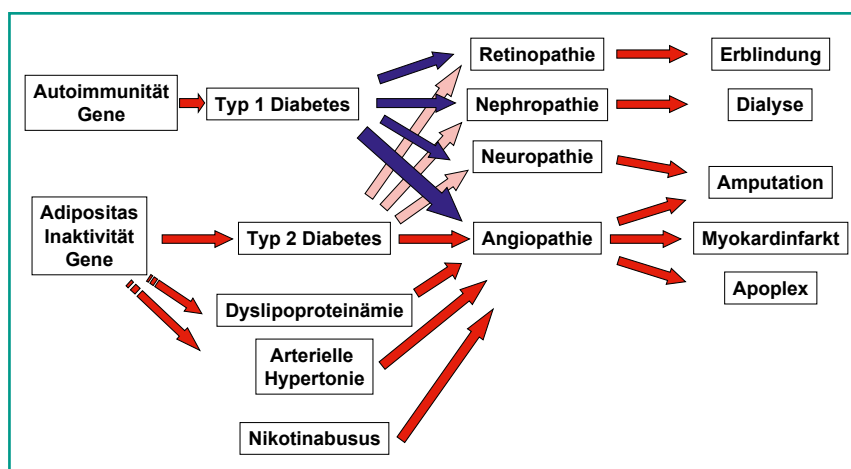 Retinopathie
Erblindung
Autoimmunität
Gene
Typ 1 Diabetes
Nephropathie
Dialyse
Neuropathie
Amputation
Adipositas
Inaktivität
Gene
Typ 2 Diabetes
Angiopathie
Myokardinfarkt
Apoplex
Dyslipoproteinämie
Arterielle
Hypertonie
Nikotinabusus